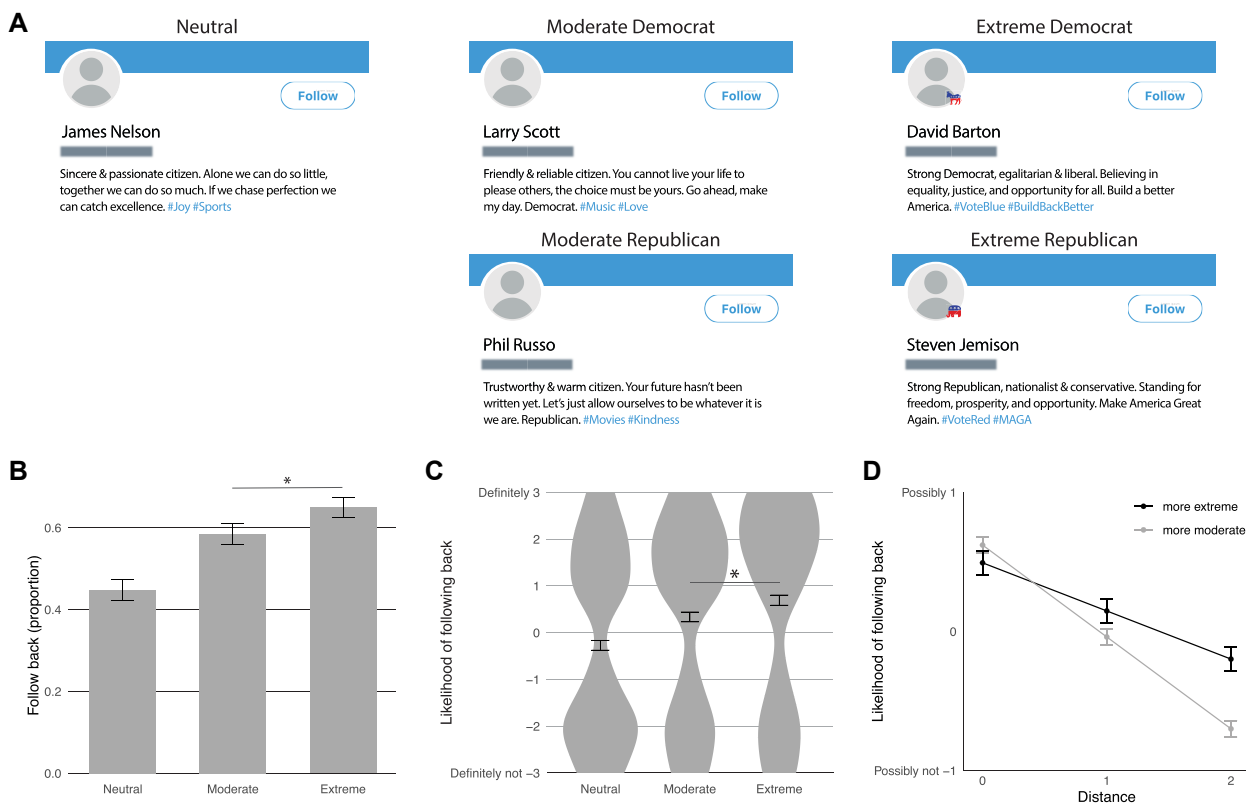 A
Neutral
Moderate Democrat
Extreme Democrat
Follow
Follow
Follow
James Nelson
Larry Scott
David Barton
Sincere & passionate citizen. Alone we can do so little,
together we can do so much. If we chase perfection we
can catch excellence. #Joy #Sports
Friendly & reliable citizen. You cannot live your life to
please others, the choice must be yours. Go ahead, make
my day. Democrat. #Music #Love
Strong Democrat, egalitarian & liberal. Believing in
equality, justice, and opportunity for all. Build a better
America. #VoteBlue #BuildBackBetter
Moderate Republican
Extreme Republican
Follow
Follow
Phil Russo
Steven Jemison
Trustworthy & warm citizen. Your future hasn't been
written yet. Let's just allow ourselves to be whatever it is
we are. Republican. #Movies #Kindness
Strong Republican, nationalist & conservative. Standing for
freedom, prosperity, and opportunity. Make America Great
Again. #VoteRed #MAGA
B
Follow back (proportion)
0.6
0.4
0.2
0.0
*
Neutral
Moderate
Extreme
C
Likelihood of following back
Definitely 3
2
1
0
−1
−2
Definitely not −3
*
Neutral
Moderate
Extreme
D
Likelihood of following back
Possibly 1
0
Possibly not −1
more extreme
more moderate
0
1
2
Distance